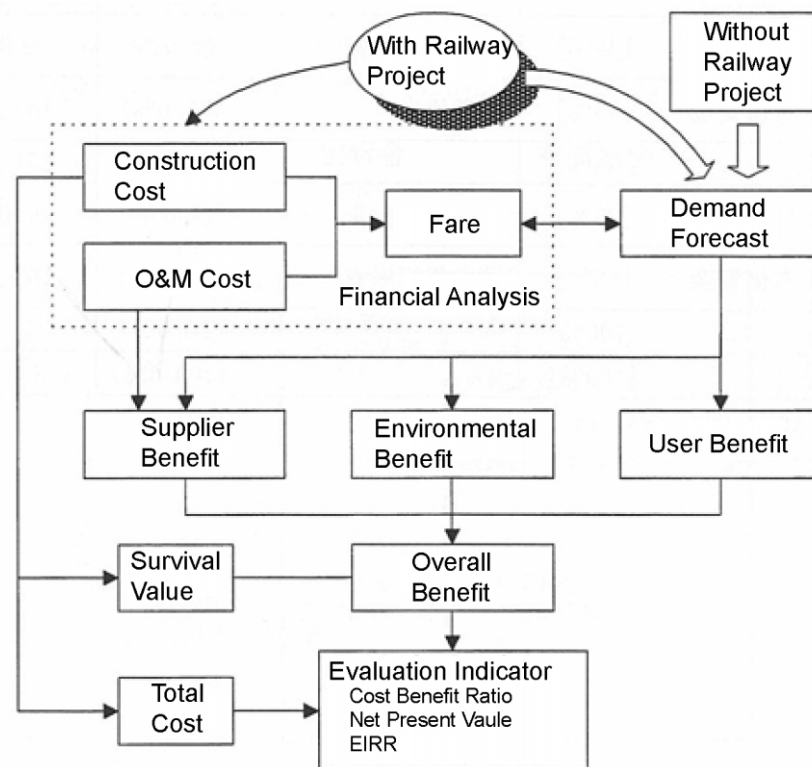 With Railway
Project
Without
Railway
Project
Construction
Cost
Fare
Demand
Forecast
O&M Cost
Financial Analysis
Supplier
Benefit
Environmental
Benefit
User Benefit
Survival
Value
Overall
Benefit
Total
Cost
Evaluation Indicator
Cost Benefit Ratio
Net Present Vaule
EIRR